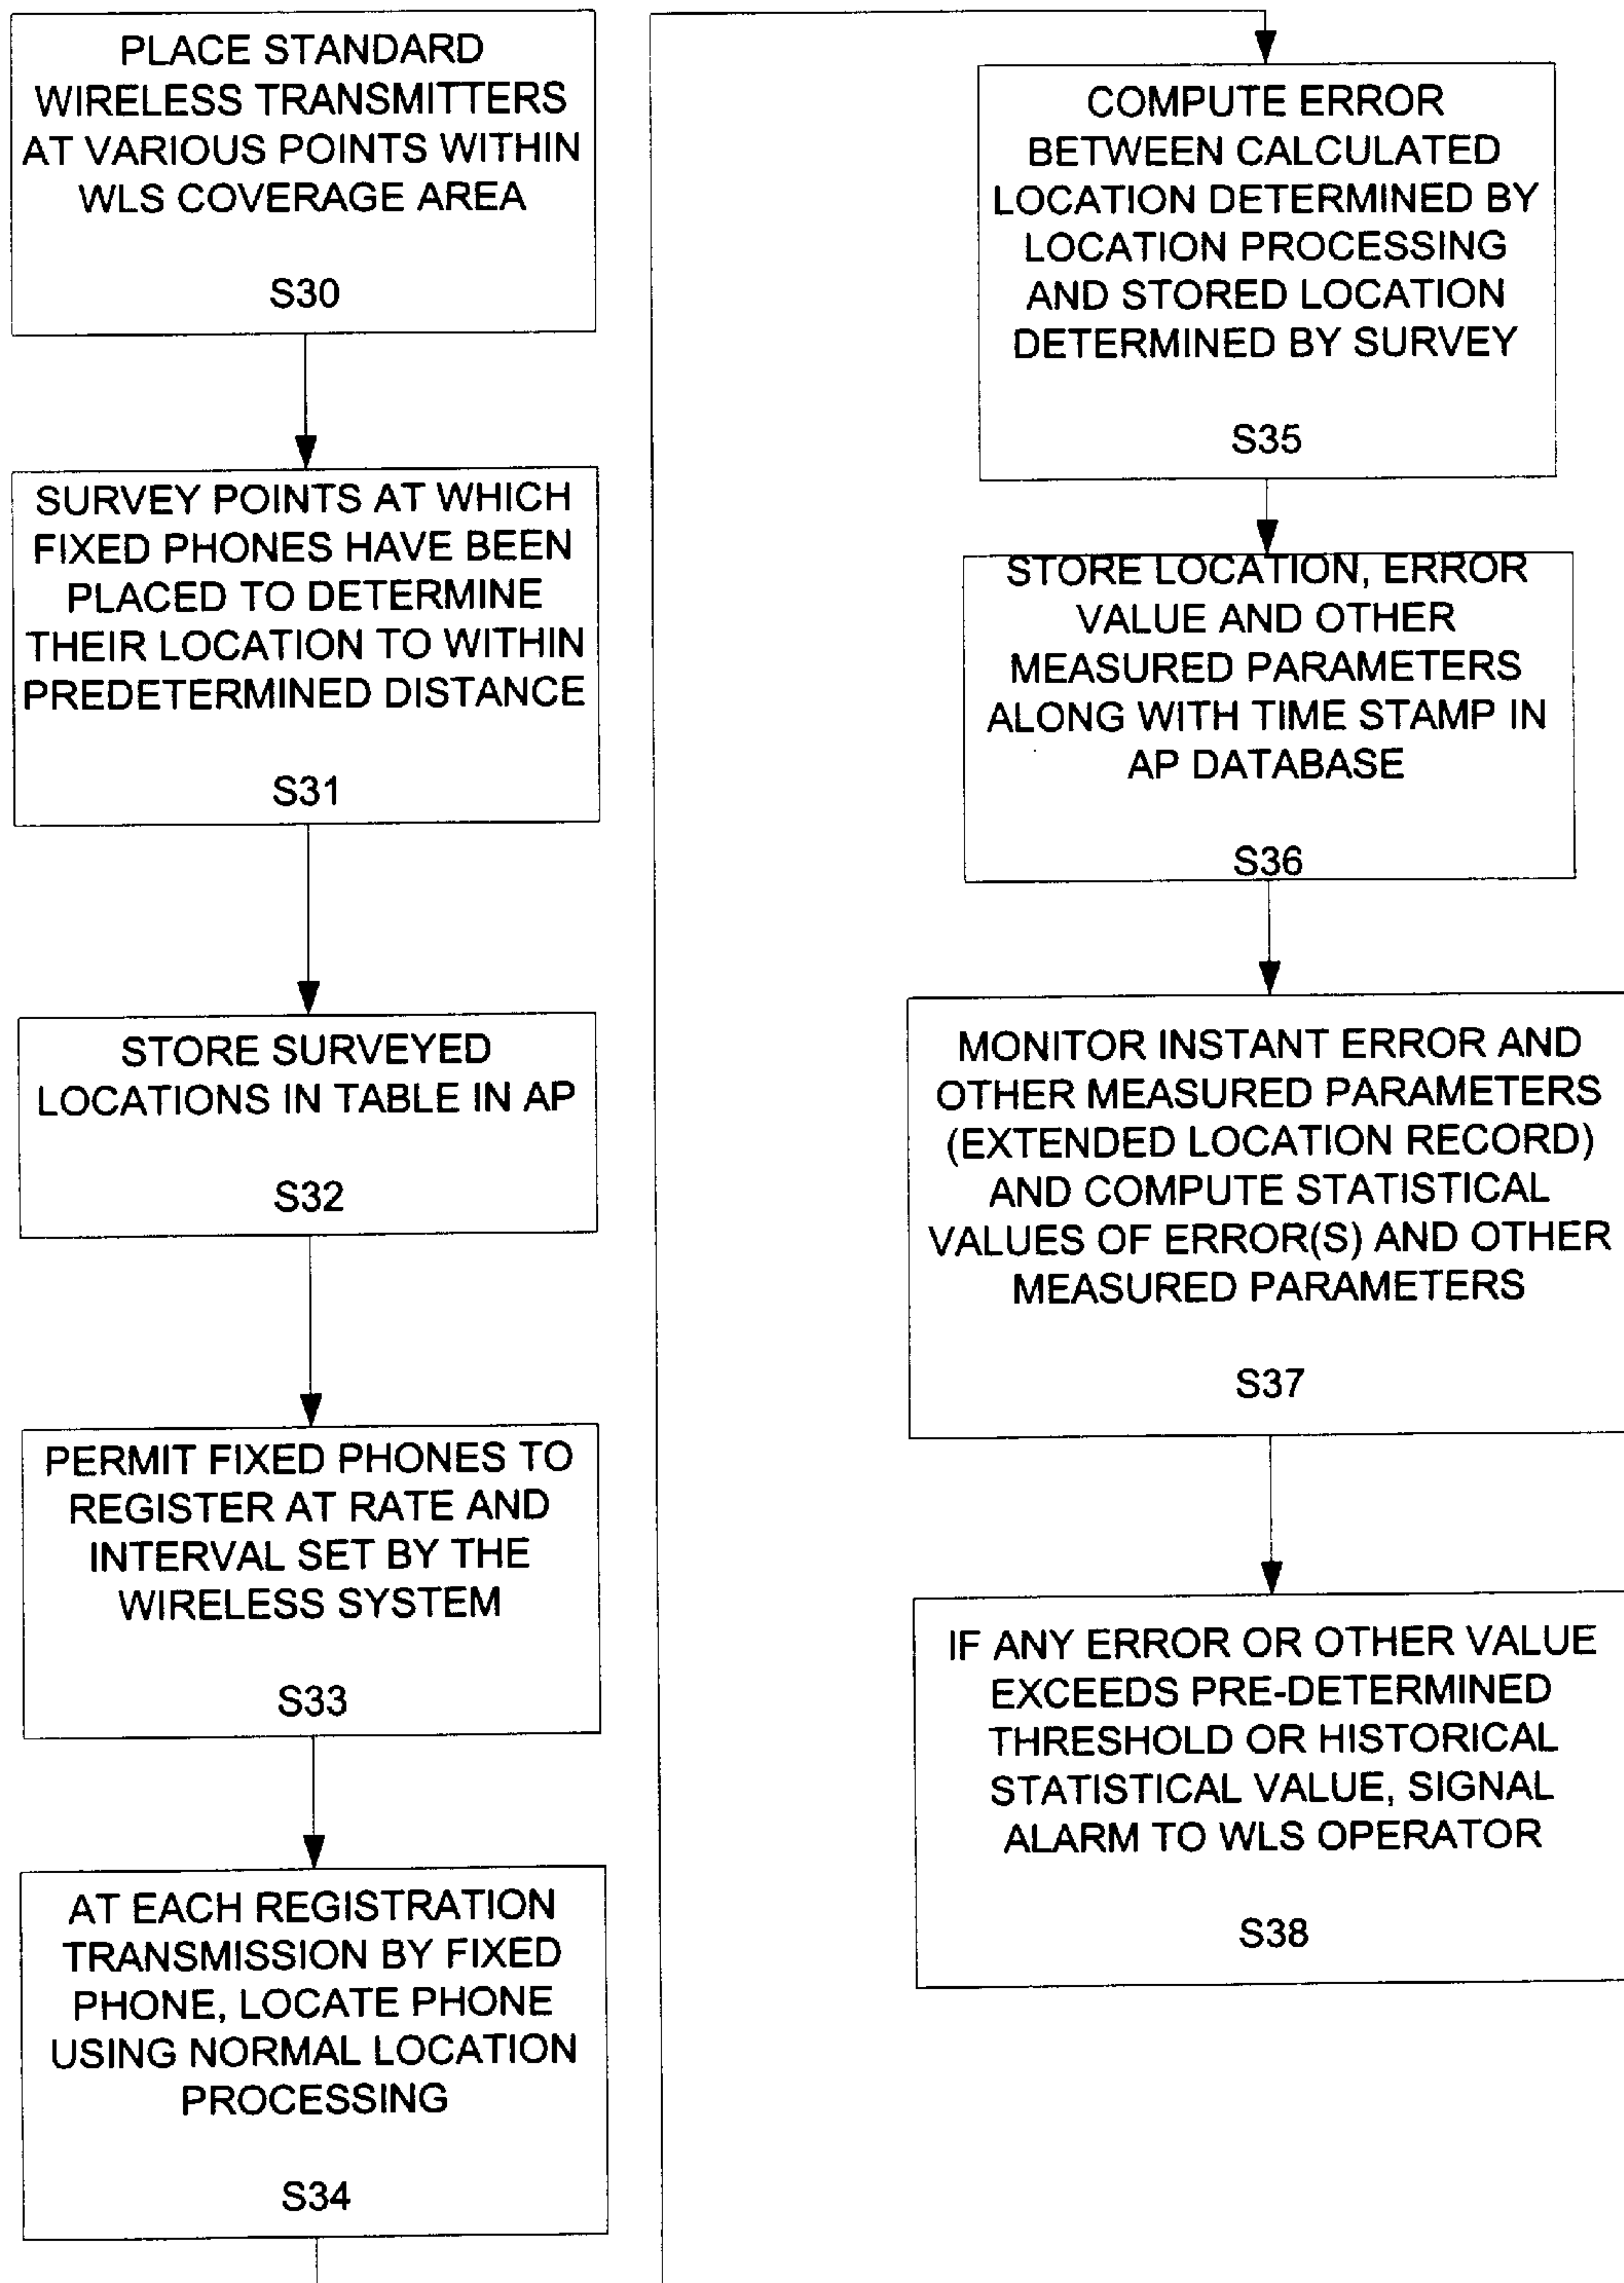 PLACE STANDARD
WIRELESS TRANSMITTERS
AT VARIOUS POINTS WITHIN
WLS COVERAGE AREA
S30
SURVEY POINTS AT WHICH
FIXED PHONES HAVE BEEN
PLACED TO DETERMINE
THEIR LOCATION TO WITHIN
PREDETERMINED DISTANCE
S31
STORE SURVEYED
LOCATIONS IN TABLE IN AP
S32
PERMIT FIXED PHONES TO
REGISTER AT RATE AND
INTERVAL SET BY THE
WIRELESS SYSTEM
S33
AT EACH REGISTRATION
TRANSMISSION BY FIXED
PHONE, LOCATE PHONE
USING NORMAL LOCATION
PROCESSING
S34
COMPUTE ERROR
BETWEEN CALCULATED
LOCATION DETERMINED BY
LOCATION PROCESSING
AND STORED LOCATION
DETERMINED BY SURVEY
S35
STORE LOCATION, ERROR
VALUE AND OTHER
MEASURED PARAMETERS
ALONG WITH TIME STAMP IN
AP DATABASE
S36
MONITOR INSTANT ERROR AND
OTHER MEASURED PARAMETERS
(EXTENDED LOCATION RECORD)
AND COMPUTE STATISTICAL
VALUES OF ERROR(S) AND OTHER
MEASURED PARAMETERS
S37
IF ANY ERROR OR OTHER VALUE
EXCEEDS PRE-DETERMINED
THRESHOLD OR HISTORICAL
STATISTICAL VALUE, SIGNAL
ALARM TO WLS OPERATOR
S38